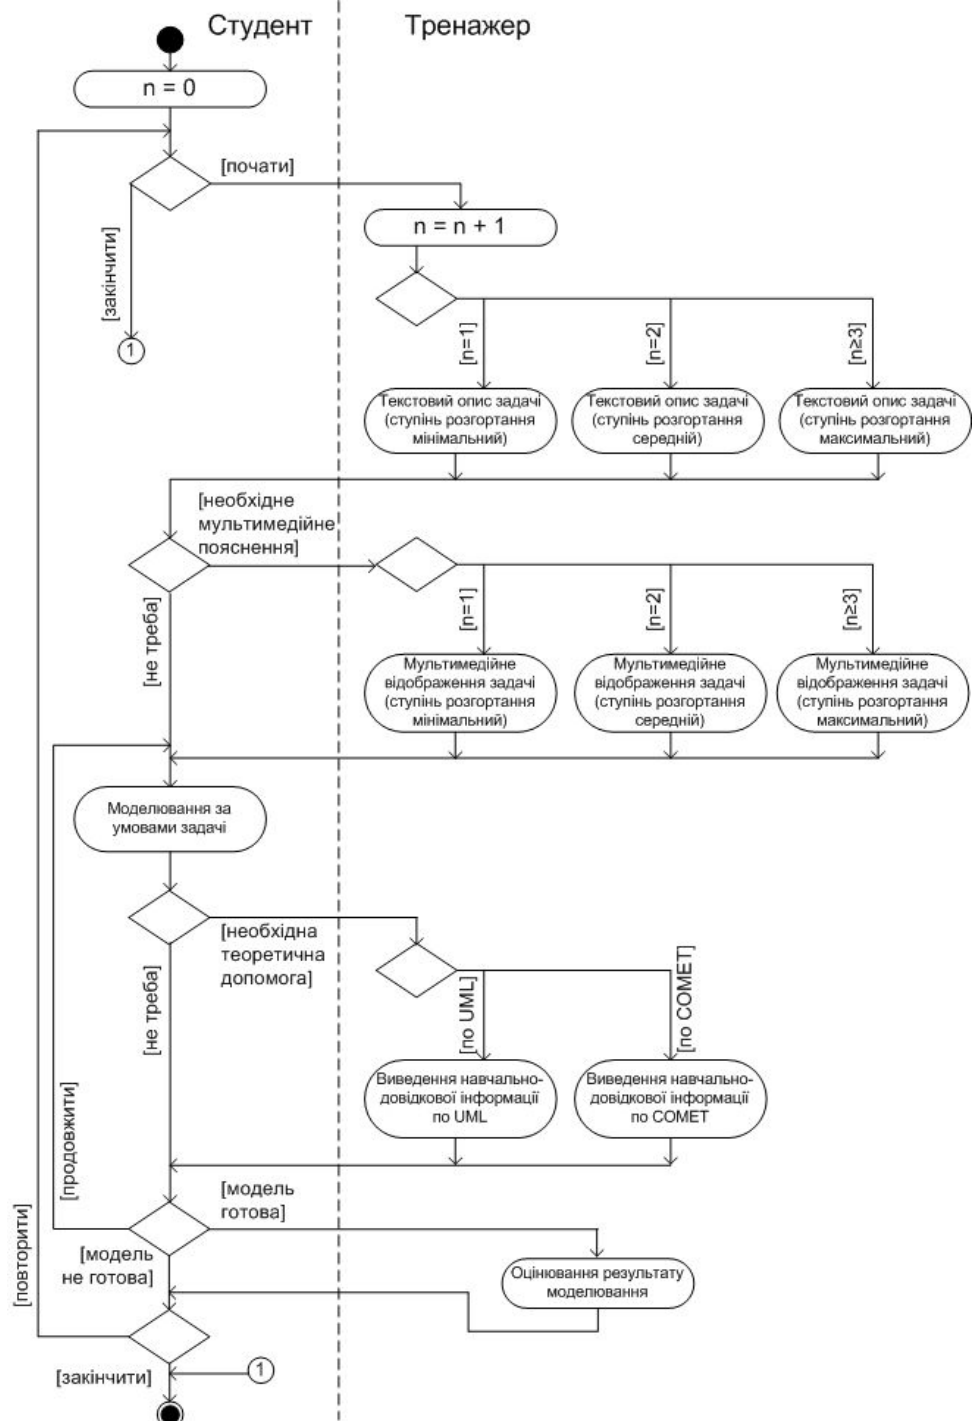 Студент
Тренажер
n = 0
[почати]
n = n + 1
[закінчити]
1
[n=1]
[n=2]
[n≥3]
Текстовий опис задачі
(ступінь розгортання
мінімальний)
Текстовий опис задачі
(ступінь розгортання
середній)
Текстовий опис задачі
(ступінь розгортання
максимальний)
[необхідне
мультимедійне
пояснення]
[не треба]
[n=1]
[n=2]
[n≥3]
Мультимедійне
відображення задачі
(ступінь розгортання
мінімальний)
Мультимедійне
відображення задачі
(ступінь розгортання
середній)
Мультимедійне
відображення задачі
(ступінь розгортання
максимальний)
Моделювання за
умовами задачі
[необхідна
теоретична
допомога]
[не треба]
[по UML]
[по COMET]
Виведення навчально-
довідкової інформації
по UML
Виведення навчально-
довідкової інформації
по COMET
[продовжити]
[модель
готова]
[повторити]
[модель
не готова]
Оцінювання результату
моделювання
[закінчити]
1